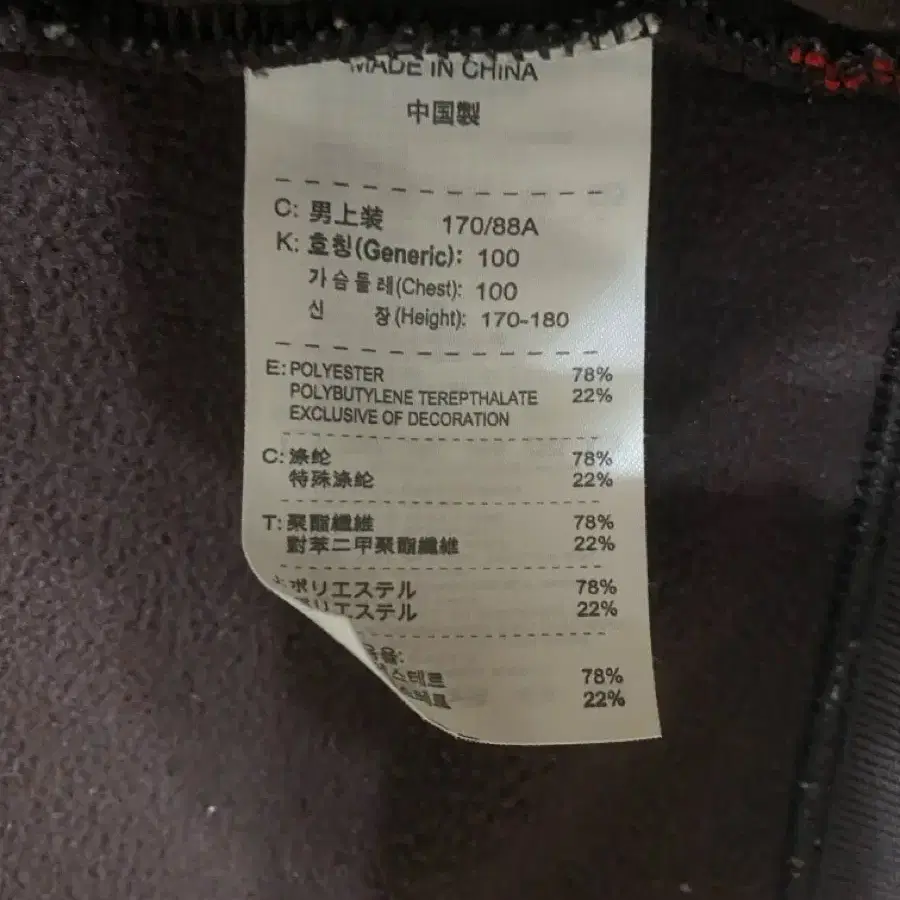 MADE IN CHINA
中国製
C: 男上装 170/88A
K: 호칭(Generic): 100
가슴둘레(Chest): 100
신 장(Height): 170-180
E: POLYESTER 78%
POLYBUTYLENE TEREPTHALATE 22%
EXCLUSIVE OF DECORATION
C: 涤纶 78%
特殊涤纶 22%
T: 聚酯纖維 78%
對苯二甲聚酯纖維 22%
ポリエステル 78%
ポリエステル 22%
78%
22%